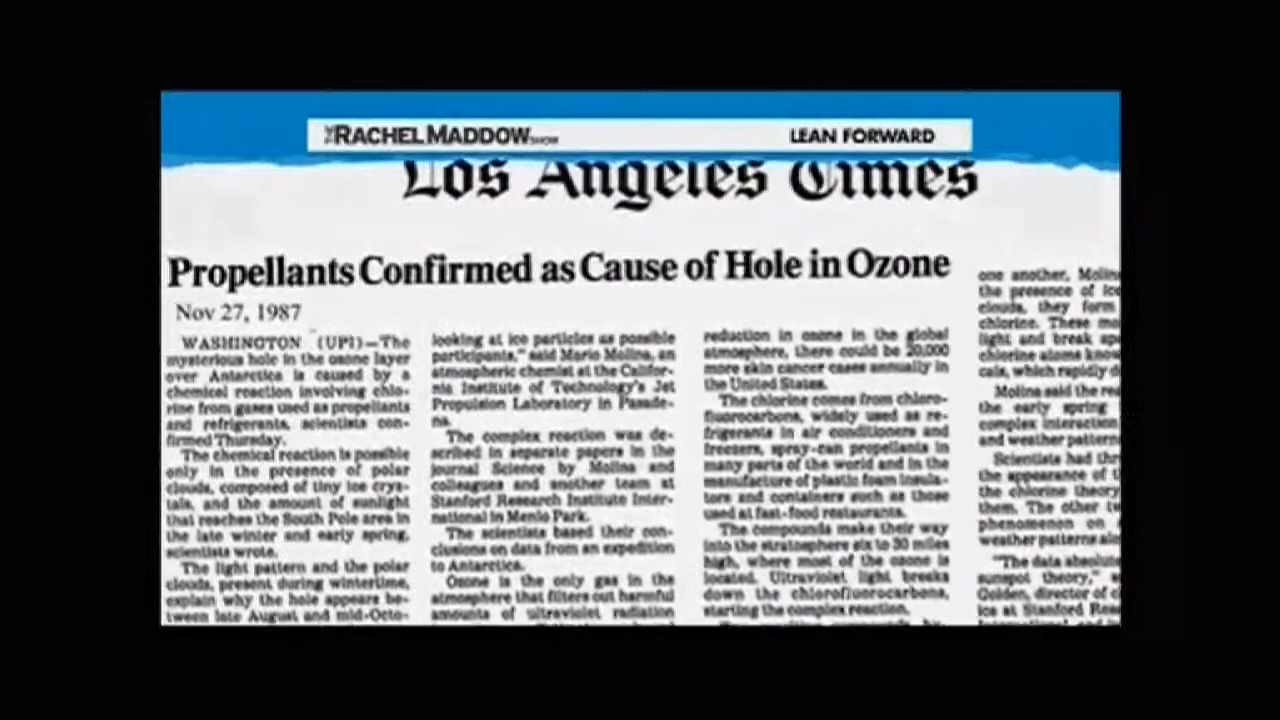 THE RACHEL MADDOW SHOW
LEAN FORWARD
Los Angeles Times
Propellants Confirmed as Cause of Hole in Ozone
Nov 27, 1987
WASHINGTON (UPI)—The
mysterious hole in the ozone layer
over Antarctica is caused by a
chemical reaction involving chlo-
rine from gases used as propellants
and refrigerants, scientists con-
firmed Thursday.
The chemical reaction is possible
only in the presence of polar
clouds, composed of tiny ice crys-
tals, and the amount of sunlight
that reaches the South Pole area in
the late winter and early spring,
scientists wrote.
The light pattern and the polar
clouds, present during wintertime,
explain why the hole appears be-
tween late August and mid-Octo-
looking at ice particles as possible
participants," said Mario Molina, an
atmospheric chemist at the Califor-
nia Institute of Technology's Jet
Propulsion Laboratory in Pasade-
na.
The complex reaction was de-
scribed in separate papers in the
journal Science by Molina and
colleagues and another team at
Stanford Research Institute Inter-
national in Menlo Park.
The scientists based their con-
clusions on data from an expedition
to Antarctica.
Ozone is the only gas in the
atmosphere that filters out harmful
amounts of ultraviolet radiation
reduction in ozone in the global
atmosphere, there could be 20,000
more skin cancer cases annually in
the United States.
The chlorine comes from chloro-
fluorocarbons, widely used as re-
frigerants in air conditioners and
freezers, spray-can propellants in
many parts of the world and in the
manufacture of plastic foam insula-
tors and containers such as those
used at fast-food restaurants.
The compounds make their way
into the stratosphere six to 30 miles
high, where most of the ozone is
located. Ultraviolet light breaks
down the chlorofluorocarbons,
starting the complex reaction.
one another, Molina
the presence of ice
clouds, they form
chlorine. These mo
light and break ap
chlorine atoms know
cals, which rapidly d
Molina said the rea
the early spring
complex interaction
and weather pattern
Scientists had thr
the appearance of t
the chlorine theory
them. The other tw
phenomenon on
weather patterns alo
"The data absolute
sunspot theory," s
Golden, director of c
ics at Stanford Rese